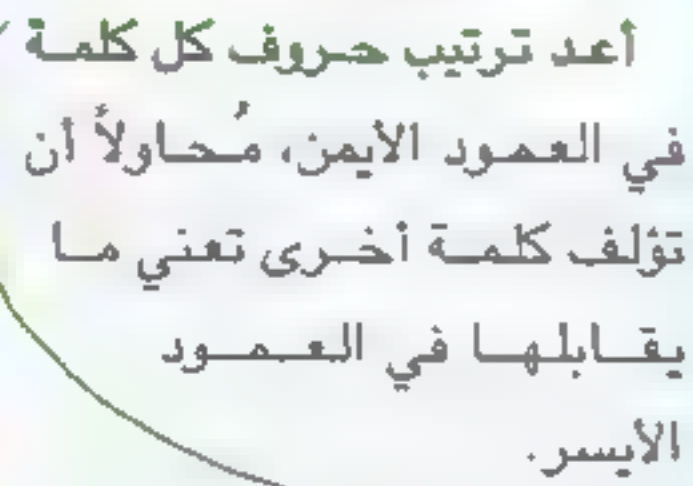 أعد ترتيب حروف كل كلمة
في العمود الأيمن، مُحاولاً أن
تؤلف كلمة أخرى تعني ما
يقابلها في العمود
الأيسر.